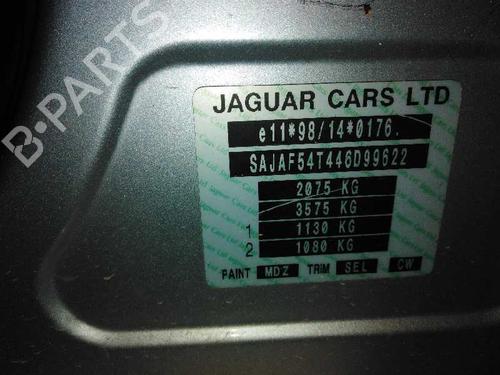 B-PARTS
JAGUAR CARS LTD
e11*98/14*0176.
SAJAF54T446D99622
2075 KG
3575 KG
1 1130 KG
2 1080 KG
PAINT MDZ TRIM SEL CW